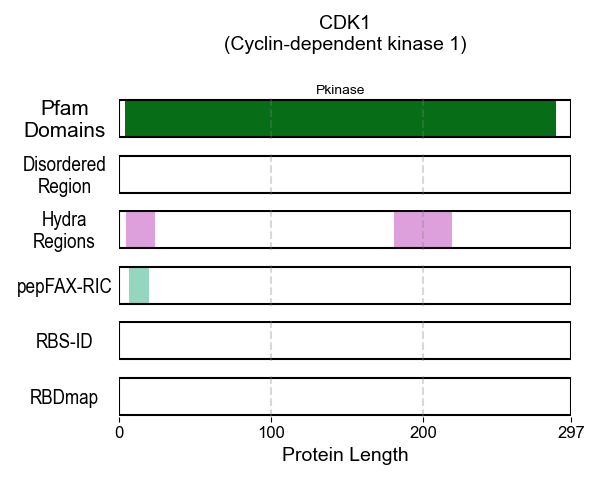 CDK1
(Cyclin-dependent kinase 1)
Pkinase
Pfam
Domains
Disordered
Region
Hydra
Regions
pepFAX-RIC
RBS-ID
RBDmap
0 100 200 297
Protein Length